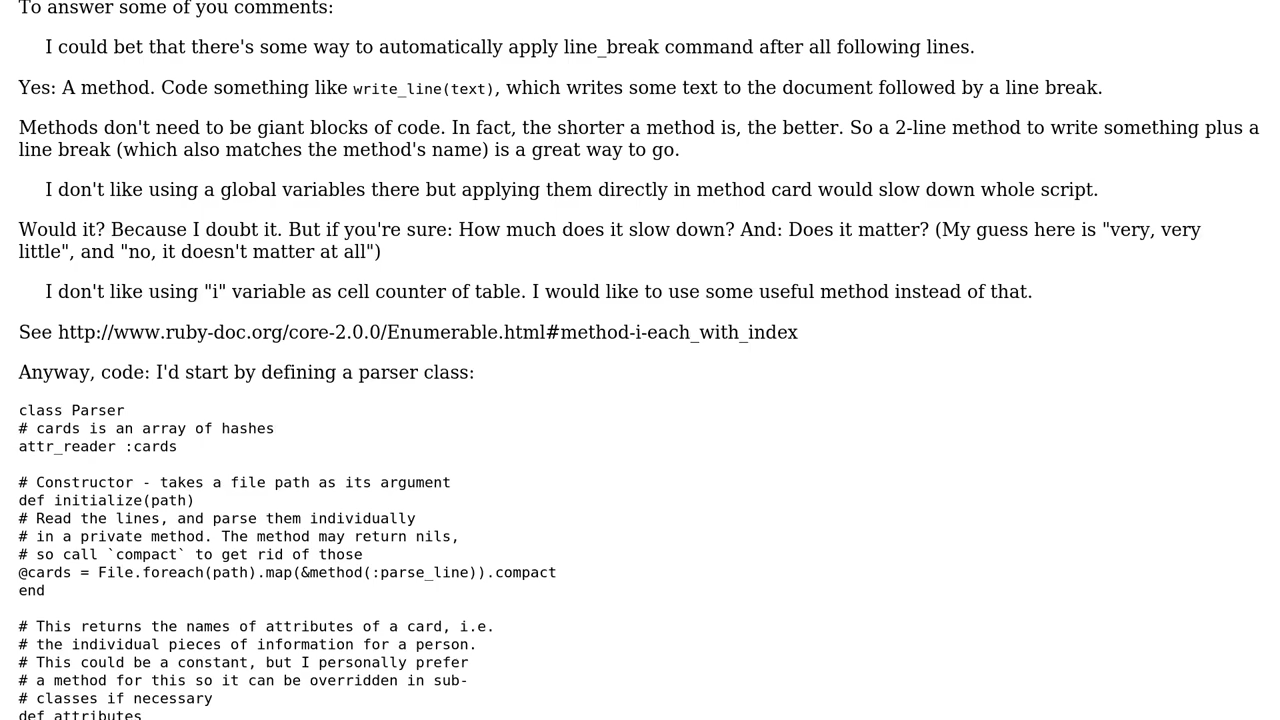 To answer some of you comments:
I could bet that there's some way to automatically apply line_break command after all following lines.
Yes: A method. Code something like write_line(text), which writes some text to the document followed by a line break.
Methods don't need to be giant blocks of code. In fact, the shorter a method is, the better. So a 2-line method to write something plus a
line break (which also matches the method's name) is a great way to go.
I don't like using a global variables there but applying them directly in method card would slow down whole script.
Would it? Because I doubt it. But if you're sure: How much does it slow down? And: Does it matter? (My guess here is "very, very
little", and "no, it doesn't matter at all")
I don't like using "i" variable as cell counter of table. I would like to use some useful method instead of that.
See http://www.ruby-doc.org/core-2.0.0/Enumerable.html#method-i-each_with_index
Anyway, code: I'd start by defining a parser class:
class Parser
# cards is an array of hashes
attr_reader :cards
# Constructor - takes a file path as its argument
def initialize(path)
# Read the lines, and parse them individually
# in a private method. The method may return nils,
# so call `compact` to get rid of those
@cards = File.foreach(path).map(&method(:parse_line)).compact
end
# This returns the names of attributes of a card, i.e.
# the individual pieces of information for a person.
# This could be a constant, but I personally prefer
# a method for this so it can be overridden in sub-
# classes if necessary
def attributes